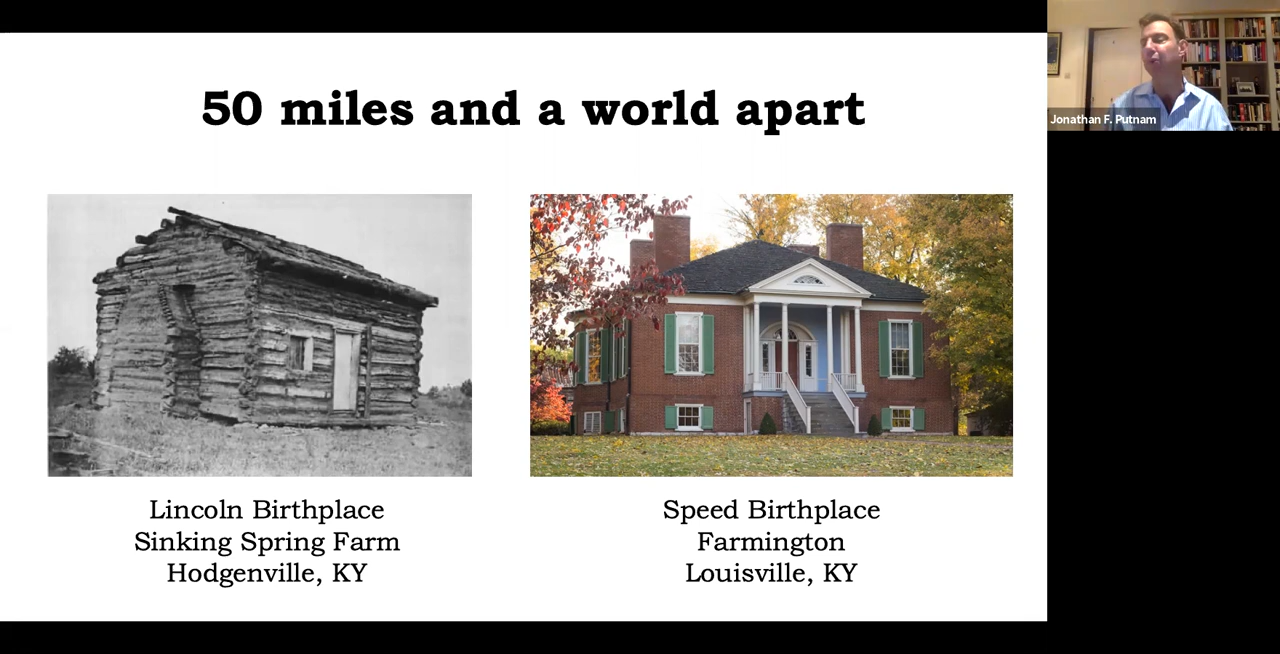 50 miles and a world apart
Jonathan F. Putnam
Lincoln Birthplace
Sinking Spring Farm
Hodgenville, KY
Speed Birthplace
Farmington
Louisville, KY